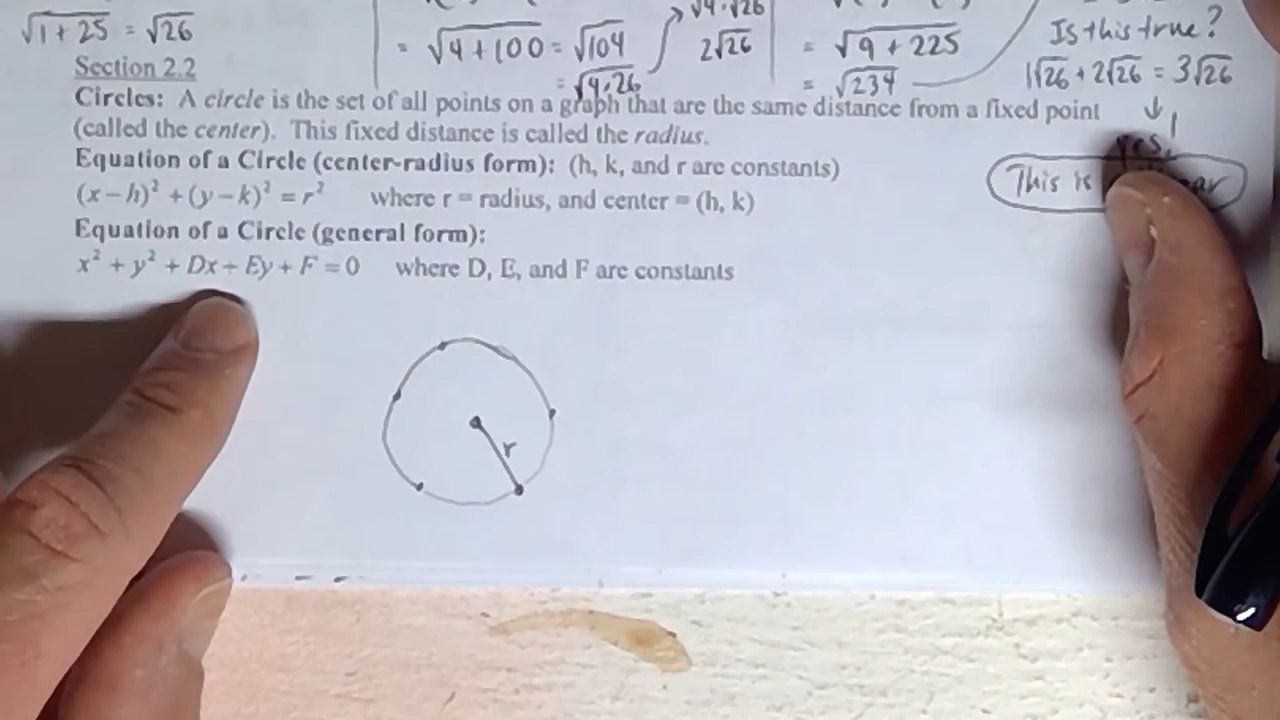 √1 + 25 = √26
= √4 + 100 = √104
= √4·26
√4 · √26
2√26
= √9 + 225
= √234
Is this true?
1√26 + 2√26 = 3√26
yes!
This is
Section 2.2
Circles: A circle is the set of all points on a graph that are the same distance from a fixed point
(called the center). This fixed distance is called the radius.
Equation of a Circle (center-radius form): (h, k, and r are constants)
(x − h)² + (y − k)² = r² where r = radius, and center = (h, k)
Equation of a Circle (general form):
x² + y² + Dx + Ey + F = 0 where D, E, and F are constants
r